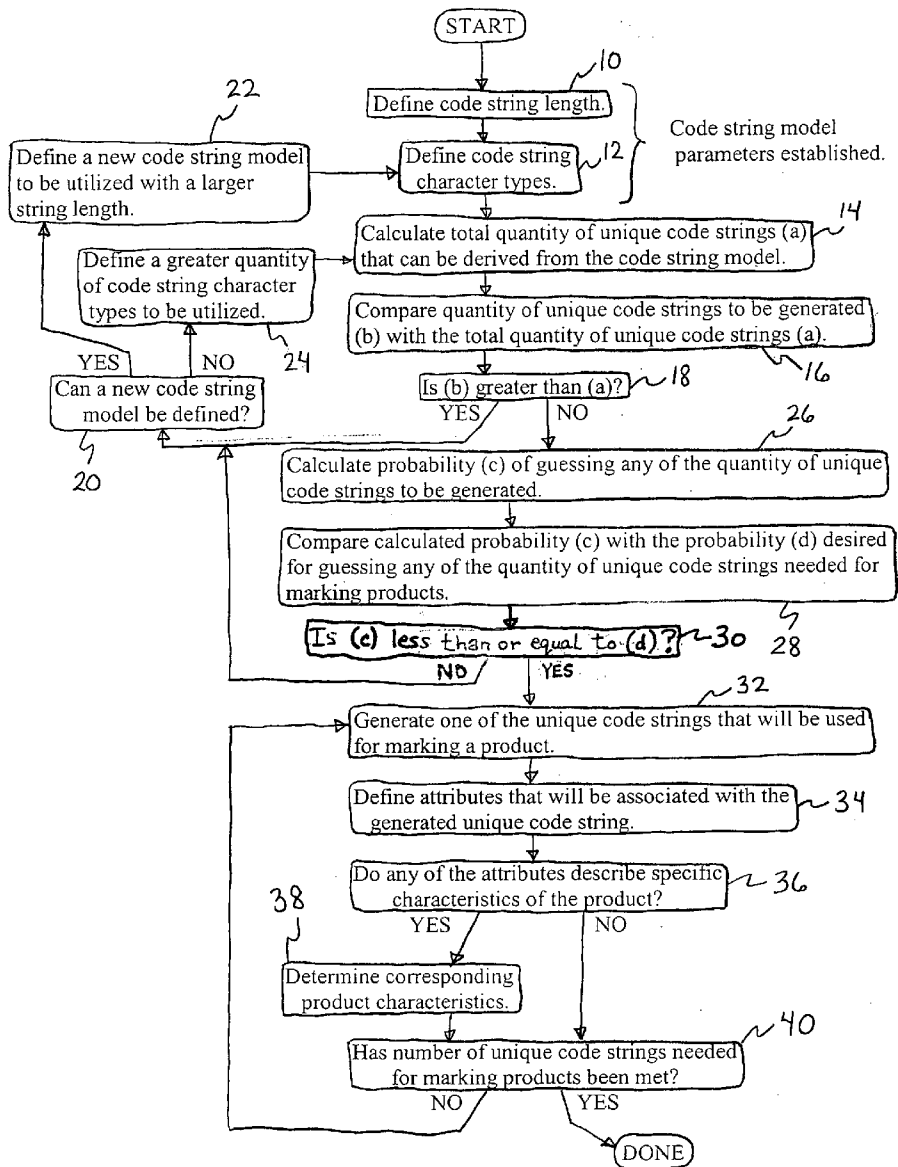 START
10
Define code string length.
22
Define code string
character types.
12
Code string model
parameters established.
Define a new code string model
to be utilized with a larger
string length.
14
Calculate total quantity of unique code strings (a)
that can be derived from the code string model.
Define a greater quantity
of code string character
types to be utilized.
24
Compare quantity of unique code strings to be generated
(b) with the total quantity of unique code strings (a).
16
YES
NO
Is (b) greater than (a)?
18
Can a new code string
model be defined?
20
YES
NO
26
Calculate probability (c) of guessing any of the quantity of unique
code strings to be generated.
Compare calculated probability (c) with the probability (d) desired
for guessing any of the quantity of unique code strings needed for
marking products.
28
Is (c) less than or equal to (d)?
30
NO
YES
32
Generate one of the unique code strings that will be used
for marking a product.
Define attributes that will be associated with the
generated unique code string.
34
Do any of the attributes describe specific
characteristics of the product?
36
38
YES
NO
Determine corresponding
product characteristics.
40
Has number of unique code strings needed
for marking products been met?
NO
YES
DONE